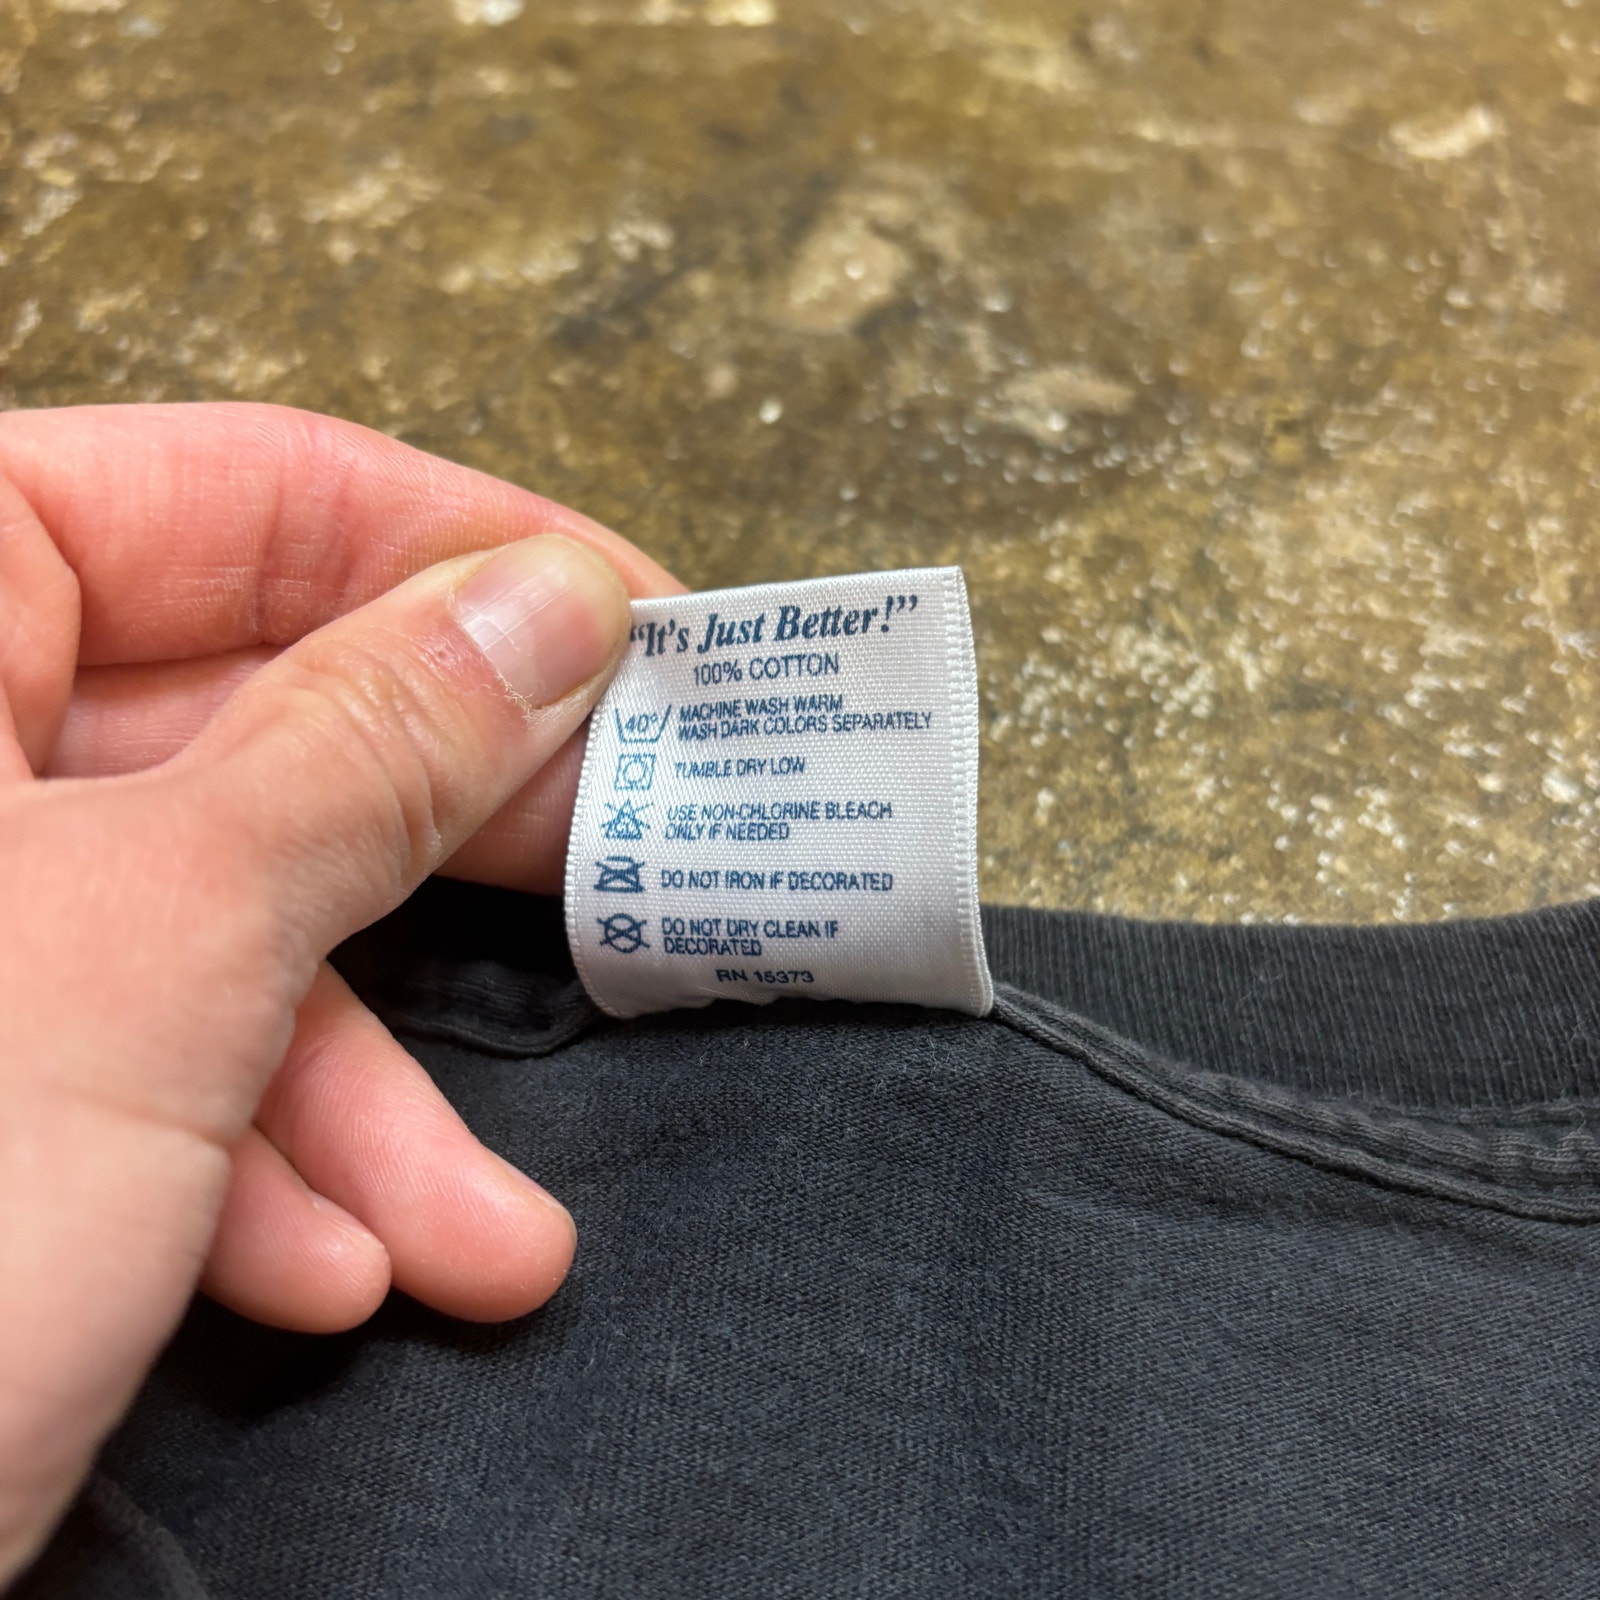 “It’s Just Better!”
100% COTTON
40°
MACHINE WASH WARM
WASH DARK COLORS SEPARATELY
TUMBLE DRY LOW
USE NON-CHLORINE BLEACH
ONLY IF NEEDED
DO NOT IRON IF DECORATED
DO NOT DRY CLEAN IF
DECORATED
RN 15373